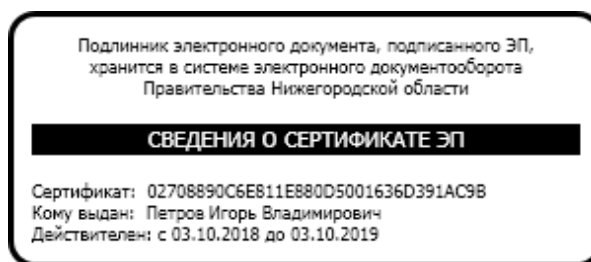 Подлинник электронного документа, подписанного ЭП,
хранится в системе электронного документооборота
Правительства Нижегородской области
СВЕДЕНИЯ О СЕРТИФИКАТЕ ЭП
Сертификат: 02708890C6E811E880D5001636D391AC9B
Кому выдан: Петров Игорь Владимирович
Действителен: с 03.10.2018 до 03.10.2019